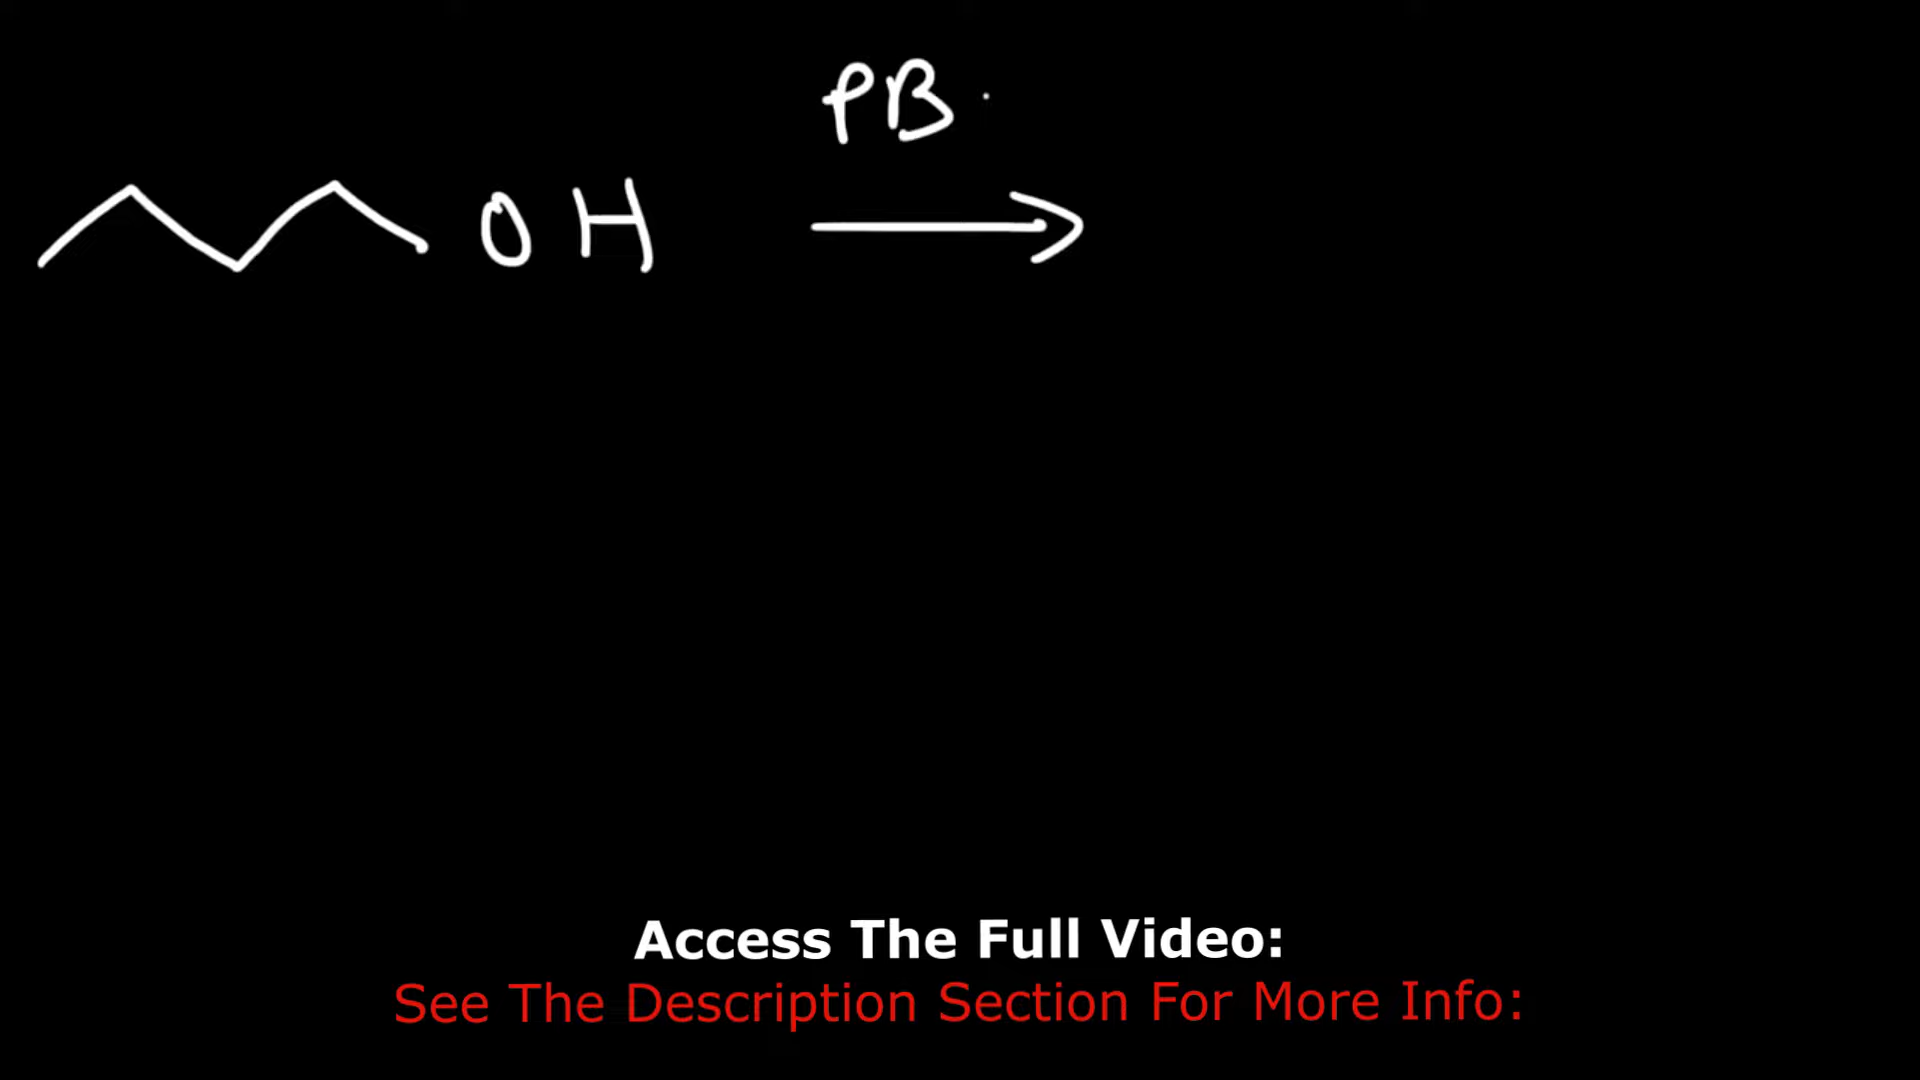 PB
OH
Access The Full Video:
See The Description Section For More Info: